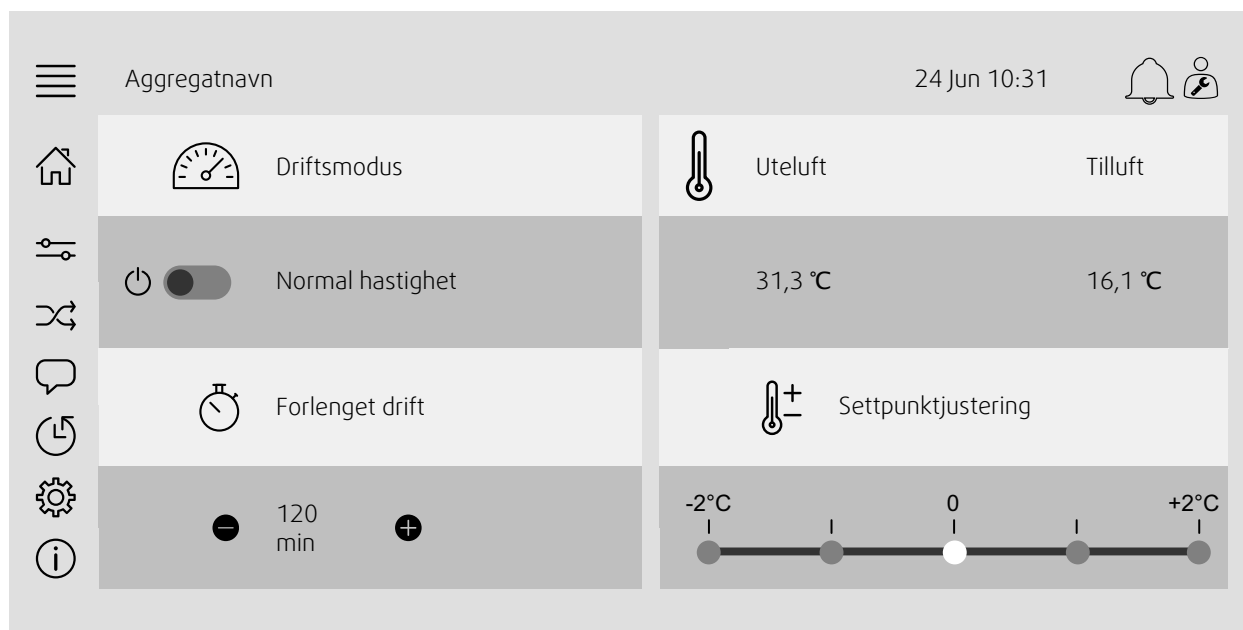 Aggregatnavn
24 Jun 10:31
Driftsmodus
Uteluft
Tilluft
Normal hastighet
31,3 ℃
16,1 ℃
Forlenget drift
Settpunktjustering
120
min
-2°C
0
+2°C